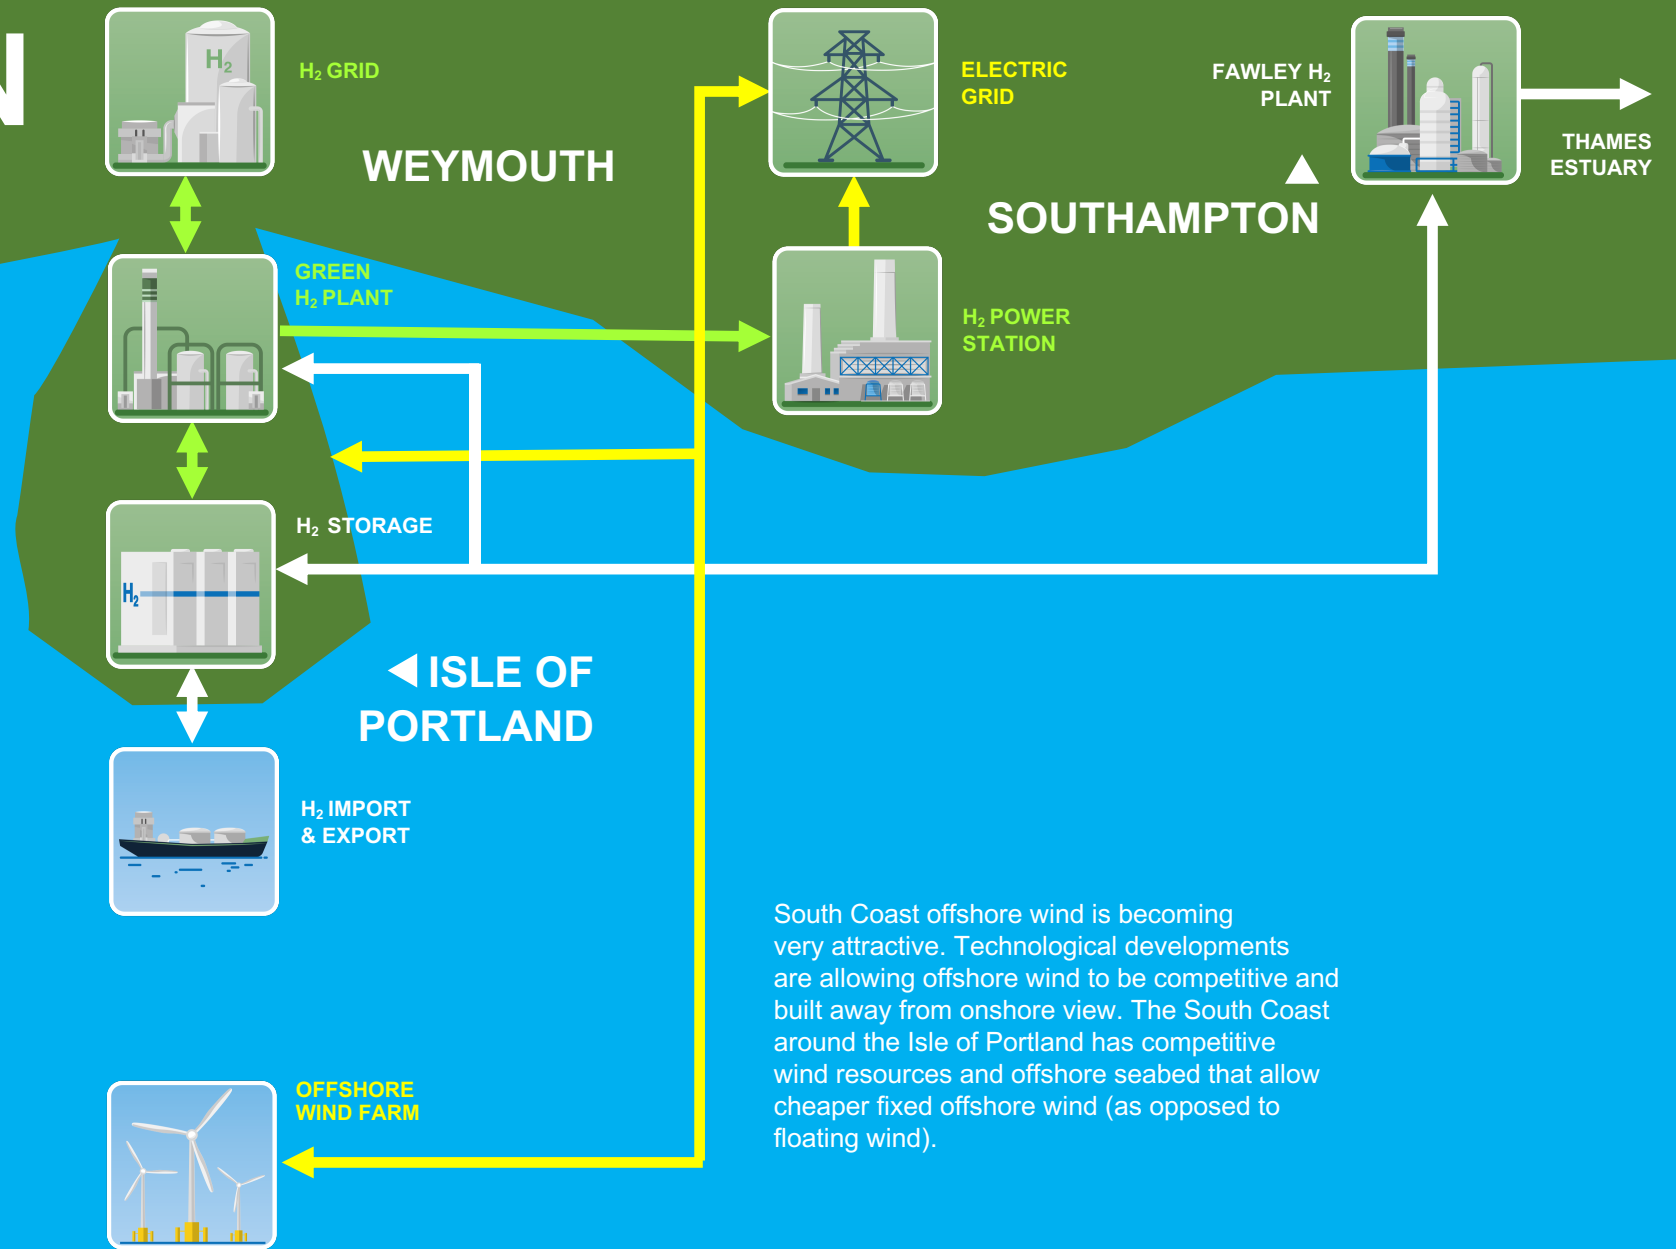 N
H₂
H₂ GRID
WEYMOUTH
ELECTRIC
GRID
FAWLEY H₂
PLANT
THAMES
ESTUARY
SOUTHAMPTON
GREEN
H₂ PLANT
H₂ POWER
STATION
H₂ STORAGE
H₂
ISLE OF
PORTLAND
H₂ IMPORT
& EXPORT
South Coast offshore wind is becoming
very attractive. Technological developments
are allowing offshore wind to be competitive and
built away from onshore view. The South Coast
around the Isle of Portland has competitive
wind resources and offshore seabed that allow
cheaper fixed offshore wind (as opposed to
floating wind).
OFFSHORE
WIND FARM